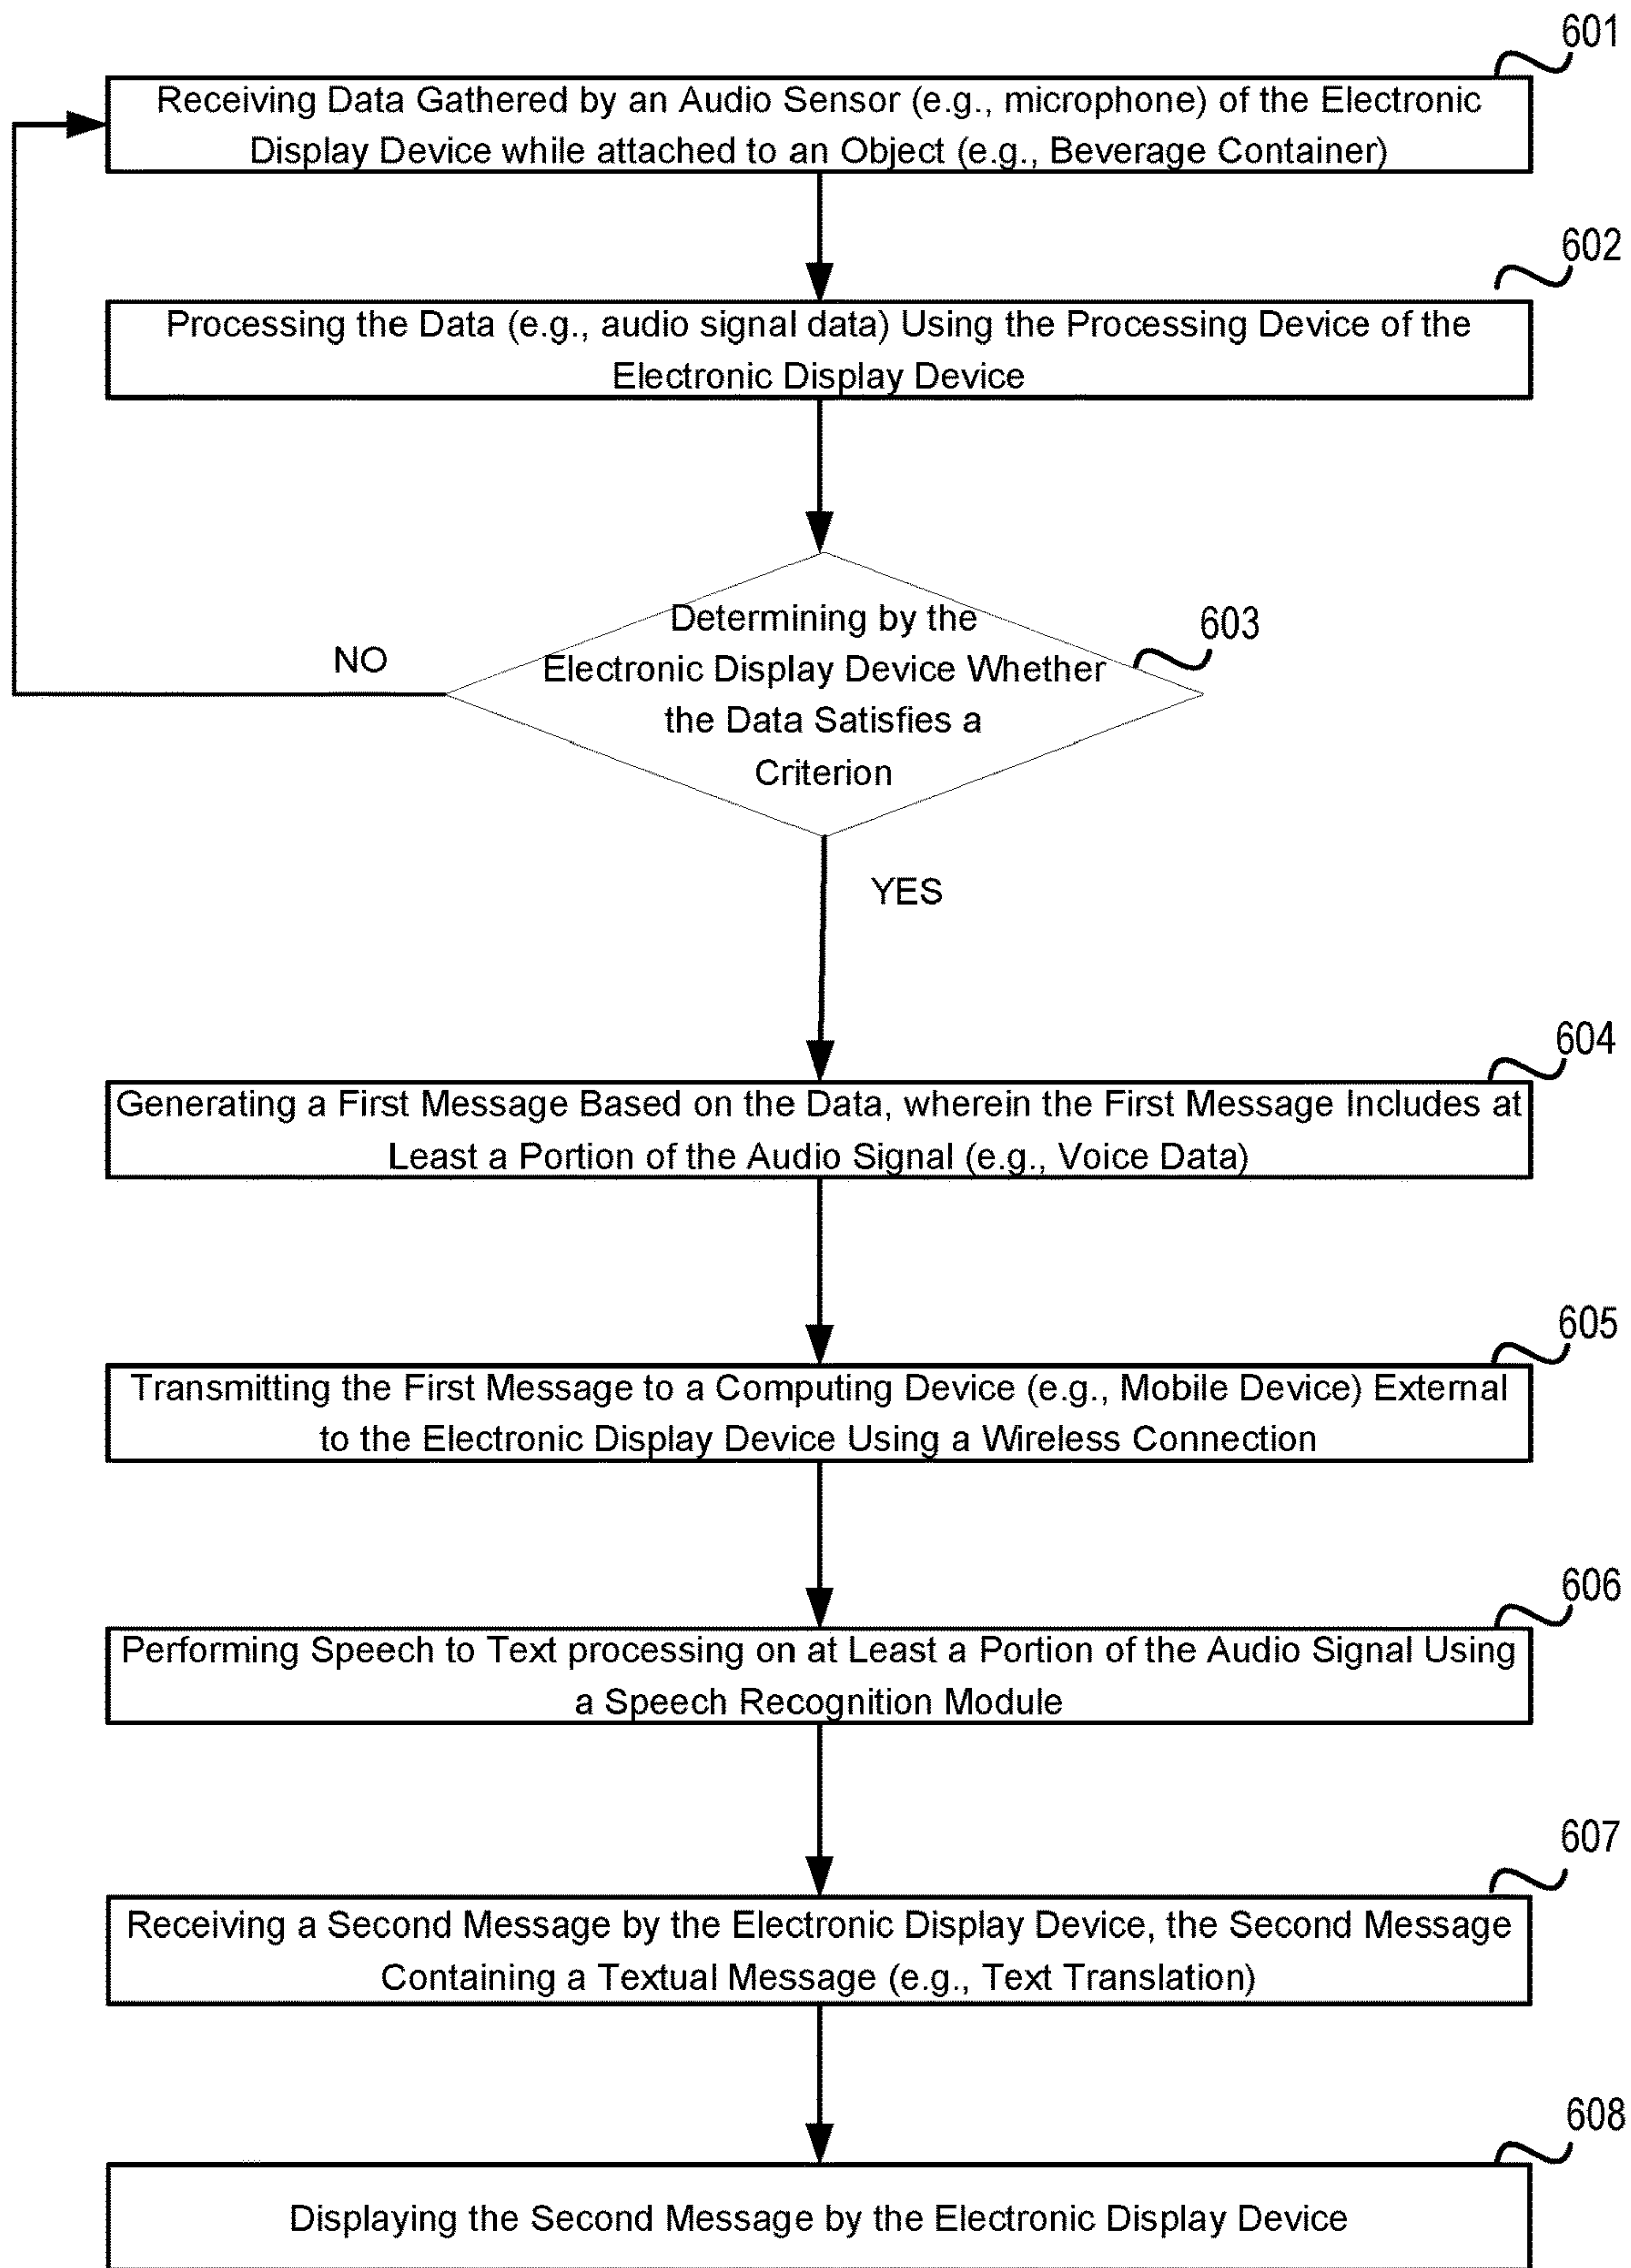 601
Receiving Data Gathered by an Audio Sensor (e.g., microphone) of the Electronic
Display Device while attached to an Object (e.g., Beverage Container)
602
Processing the Data (e.g., audio signal data) Using the Processing Device of the
Electronic Display Device
603
Determining by the
Electronic Display Device Whether
the Data Satisfies a
Criterion
NO
YES
604
Generating a First Message Based on the Data, wherein the First Message Includes at
Least a Portion of the Audio Signal (e.g., Voice Data)
605
Transmitting the First Message to a Computing Device (e.g., Mobile Device) External
to the Electronic Display Device Using a Wireless Connection
606
Performing Speech to Text processing on at Least a Portion of the Audio Signal Using
a Speech Recognition Module
607
Receiving a Second Message by the Electronic Display Device, the Second Message
Containing a Textual Message (e.g., Text Translation)
608
Displaying the Second Message by the Electronic Display Device